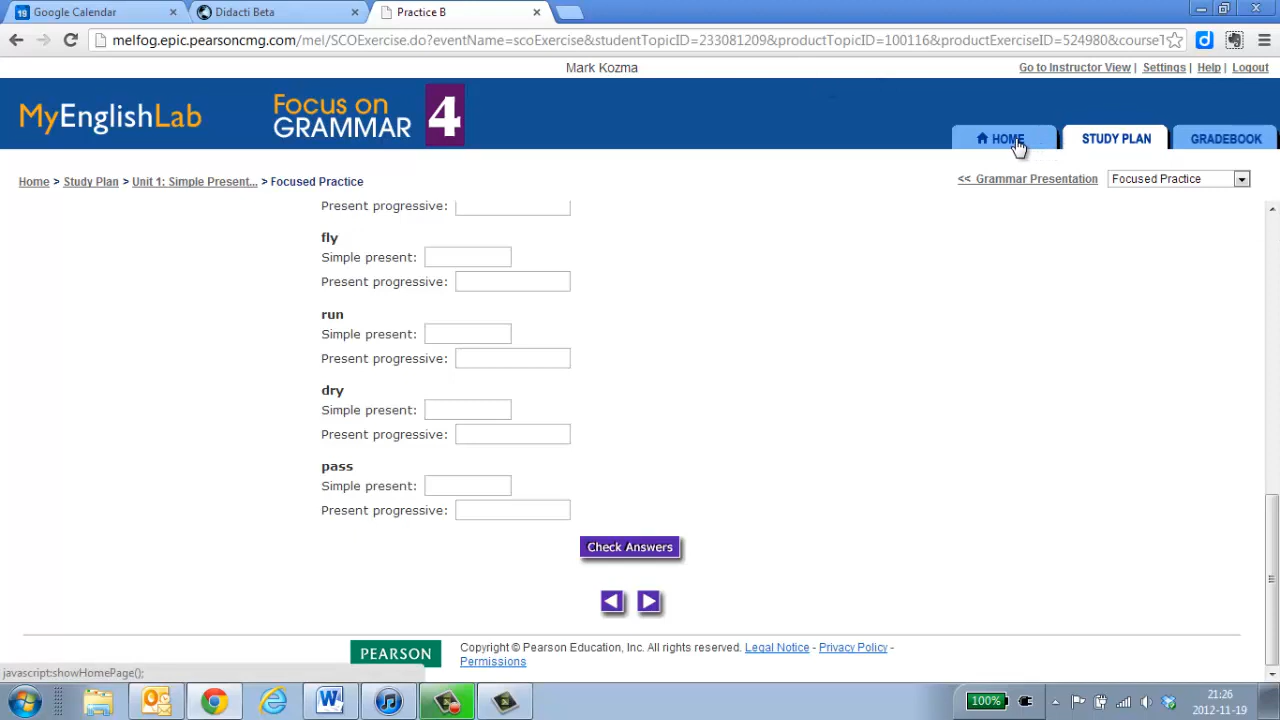 19 Google Calendar
Didacti Beta
Practice B
melfog.epic.pearsoncmg.com/mel/SCOExercise.do?eventName=scoExercise&studentTopicID=233081209&productTopicID=100116&productExerciseID=524980&course
Mark Kozma
Go to Instructor View | Settings | Help | Logout
MyEnglishLab
Focus on
GRAMMAR 4
HOME
STUDY PLAN
GRADEBOOK
Home > Study Plan > Unit 1: Simple Present... > Focused Practice
<< Grammar Presentation
Focused Practice
Present progressive:
fly
Simple present:
Present progressive:
run
Simple present:
Present progressive:
dry
Simple present:
Present progressive:
pass
Simple present:
Present progressive:
Check Answers
PEARSON
Copyright © Pearson Education, Inc. All rights reserved. Legal Notice - Privacy Policy -
Permissions
javascript:showHomePage();
100%
21:26
2012-11-19